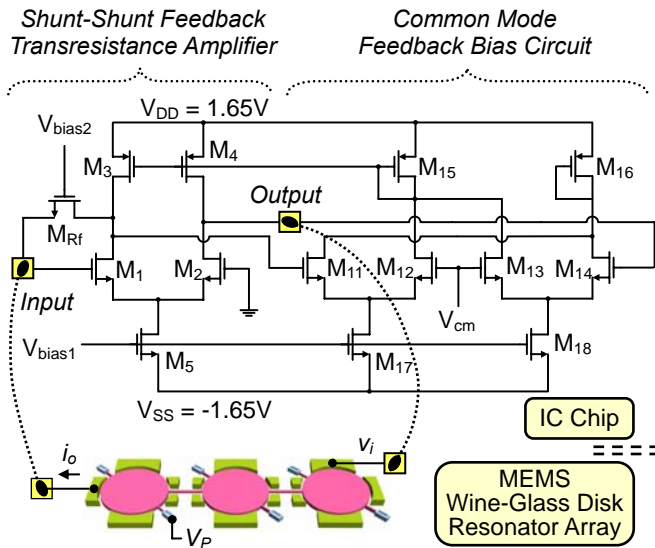 Shunt-Shunt Feedback
Transresistance Amplifier
Common Mode
Feedback Bias Circuit
V_DD = 1.65V
V_bias2
M_3
M_4
M_15
M_16
Output
M_Rf
M_1
M_2
M_11
M_12
M_13
M_14
Input
V_cm
V_bias1
M_5
M_17
M_18
V_SS = -1.65V
IC Chip
i_o
v_i
MEMS
Wine-Glass Disk
Resonator Array
V_P